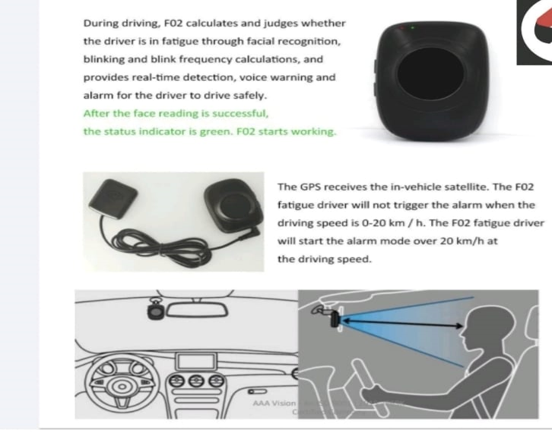 During driving, F02 calculates and judges whether
the driver is in fatigue through facial recognition,
blinking and blink frequency calculations, and
provides real-time detection, voice warning and
alarm for the driver to drive safely.
After the face reading is successful,
the status indicator is green. F02 starts working.
The GPS receives the in-vehicle satellite. The F02
fatigue driver will not trigger the alarm when the
driving speed is 0-20 km / h. The F02 fatigue driver
will start the alarm mode over 20 km/h at
the driving speed.
AAA Vision